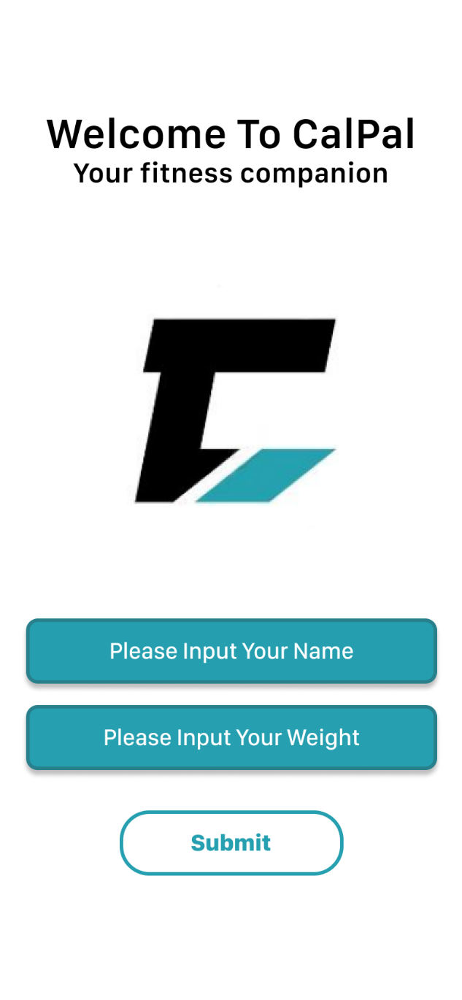 Welcome To CalPal
Your fitness companion
Please Input Your Name
Please Input Your Weight
Submit